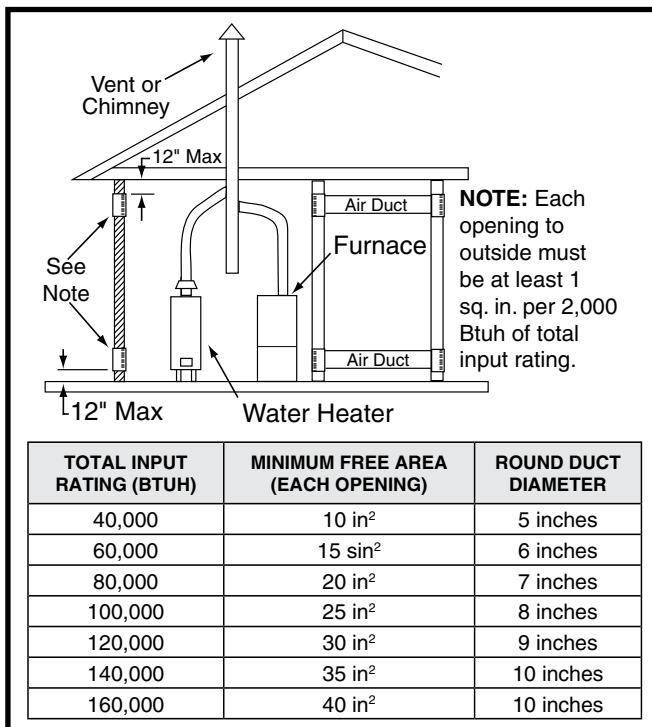 Vent or
Chimney
12" Max
Air Duct
NOTE: Each
opening to
outside must
be at least 1
sq. in. per 2,000
Btuh of total
input rating.
Furnace
See
Note
Air Duct
12" Max
Water Heater
TOTAL INPUT RATING (BTUH) MINIMUM FREE AREA (EACH OPENING) ROUND DUCT DIAMETER
40,000 10 in² 5 inches
60,000 15 sin² 6 inches
80,000 20 in² 7 inches
100,000 25 in² 8 inches
120,000 30 in² 9 inches
140,000 35 in² 10 inches
160,000 40 in² 10 inches